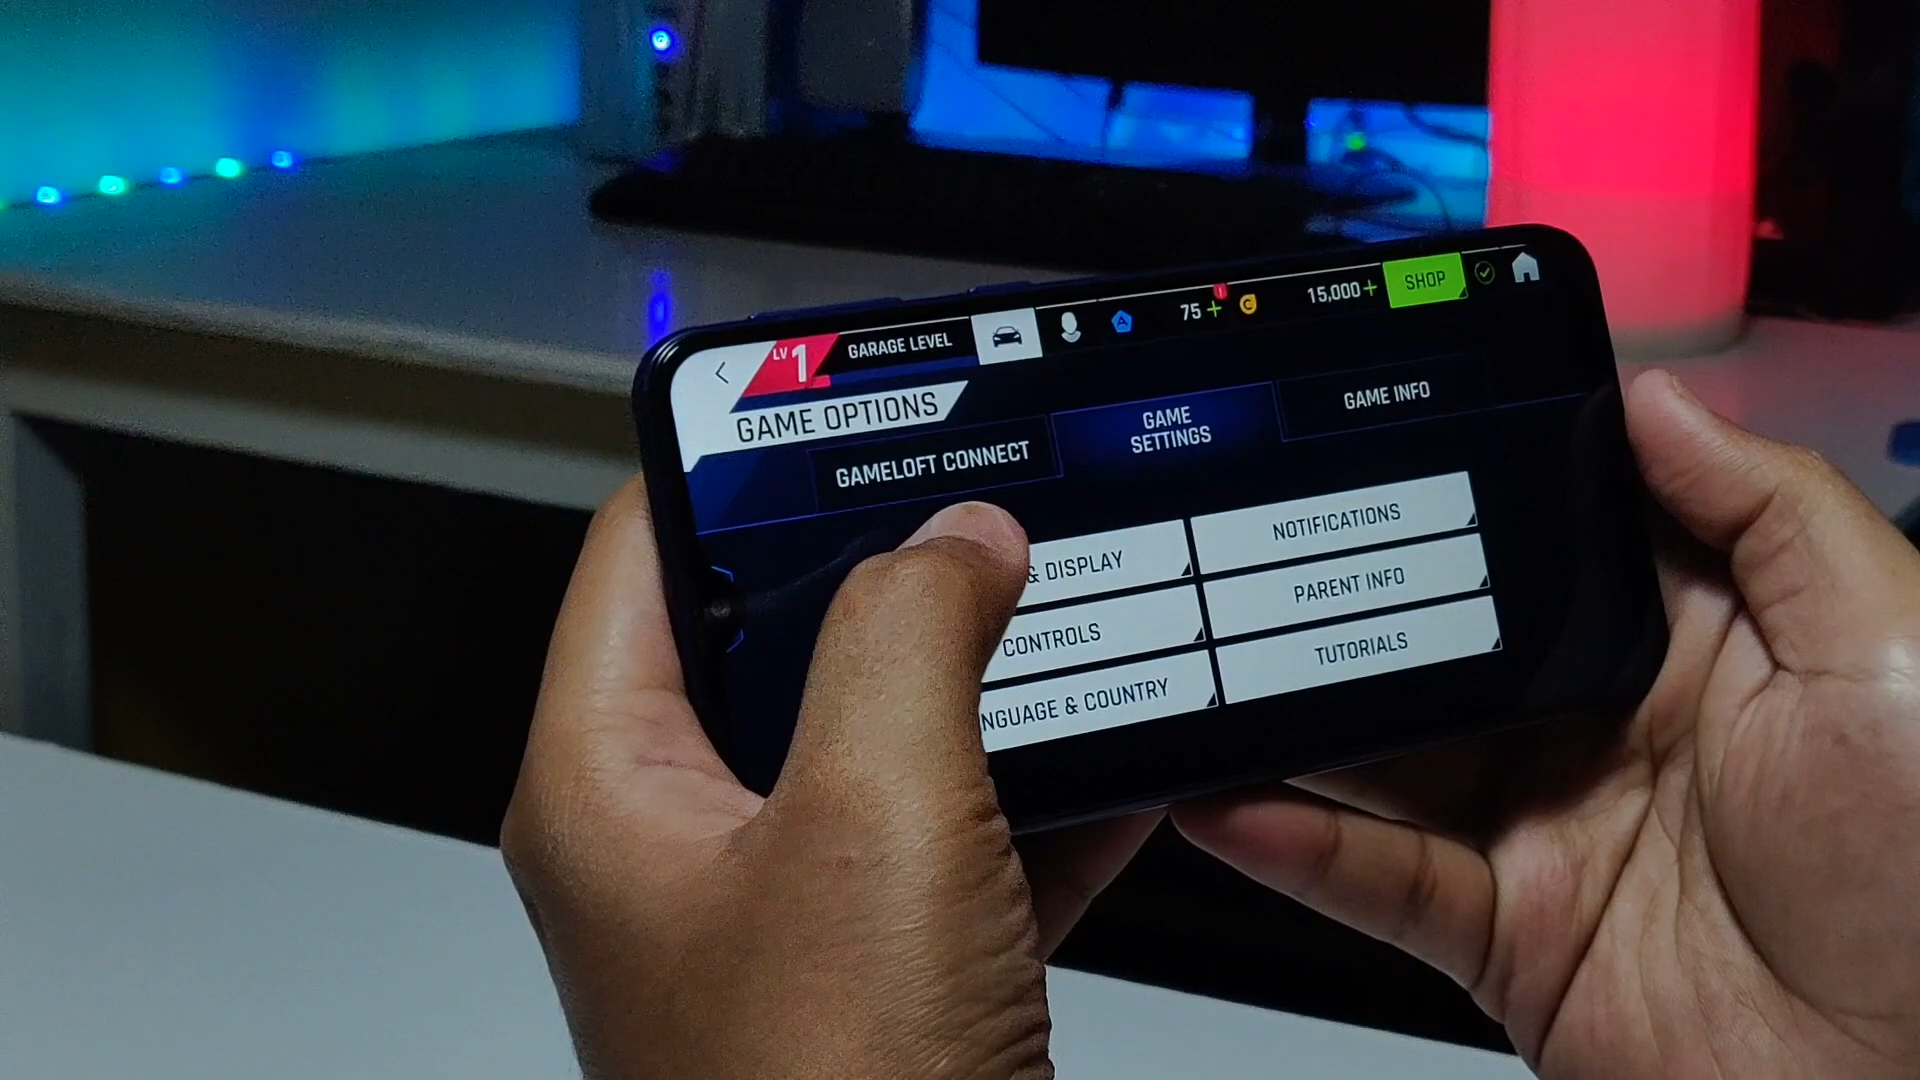 LV 1
GARAGE LEVEL
75
15,000
SHOP
GAME OPTIONS
GAMELOFT CONNECT
GAME
SETTINGS
GAME INFO
& DISPLAY
NOTIFICATIONS
CONTROLS
PARENT INFO
& COUNTRY
TUTORIALS